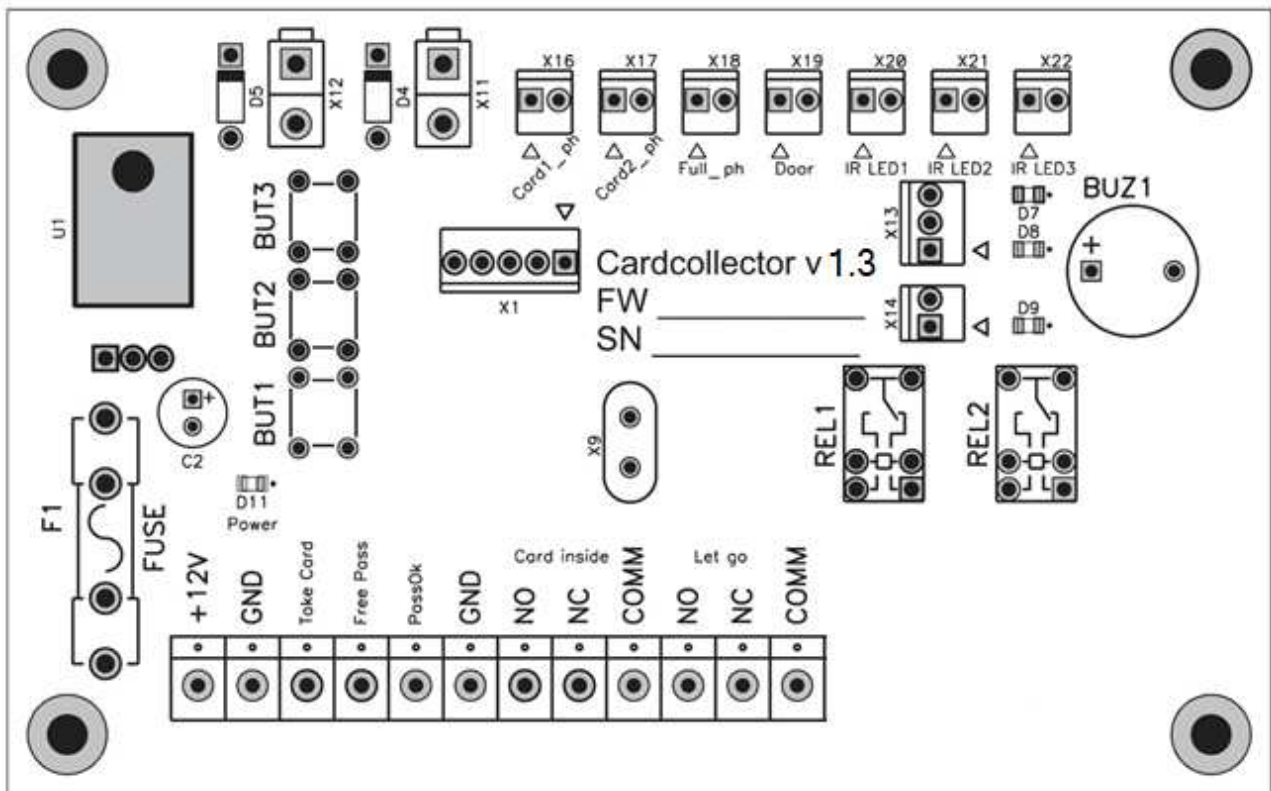 X16 X17 X18 X19 X20 X21 X22
D5 X12 D4 X11
Card1_ph Card2_ph Full_ph Door IR LED1 IR LED2 IR LED3
U1
BUT3
X13
D7
D8
BUZ1
+
X1
Cardcollector v 1.3
BUT2
FW
X14
D9
SN
BUT1
+
C2
X9
REL1
REL2
D11
Power
F1
FUSE
Card inside Let go
+12V GND Take Card Free Pass PassOk GND NO NC COMM NO NC COMM